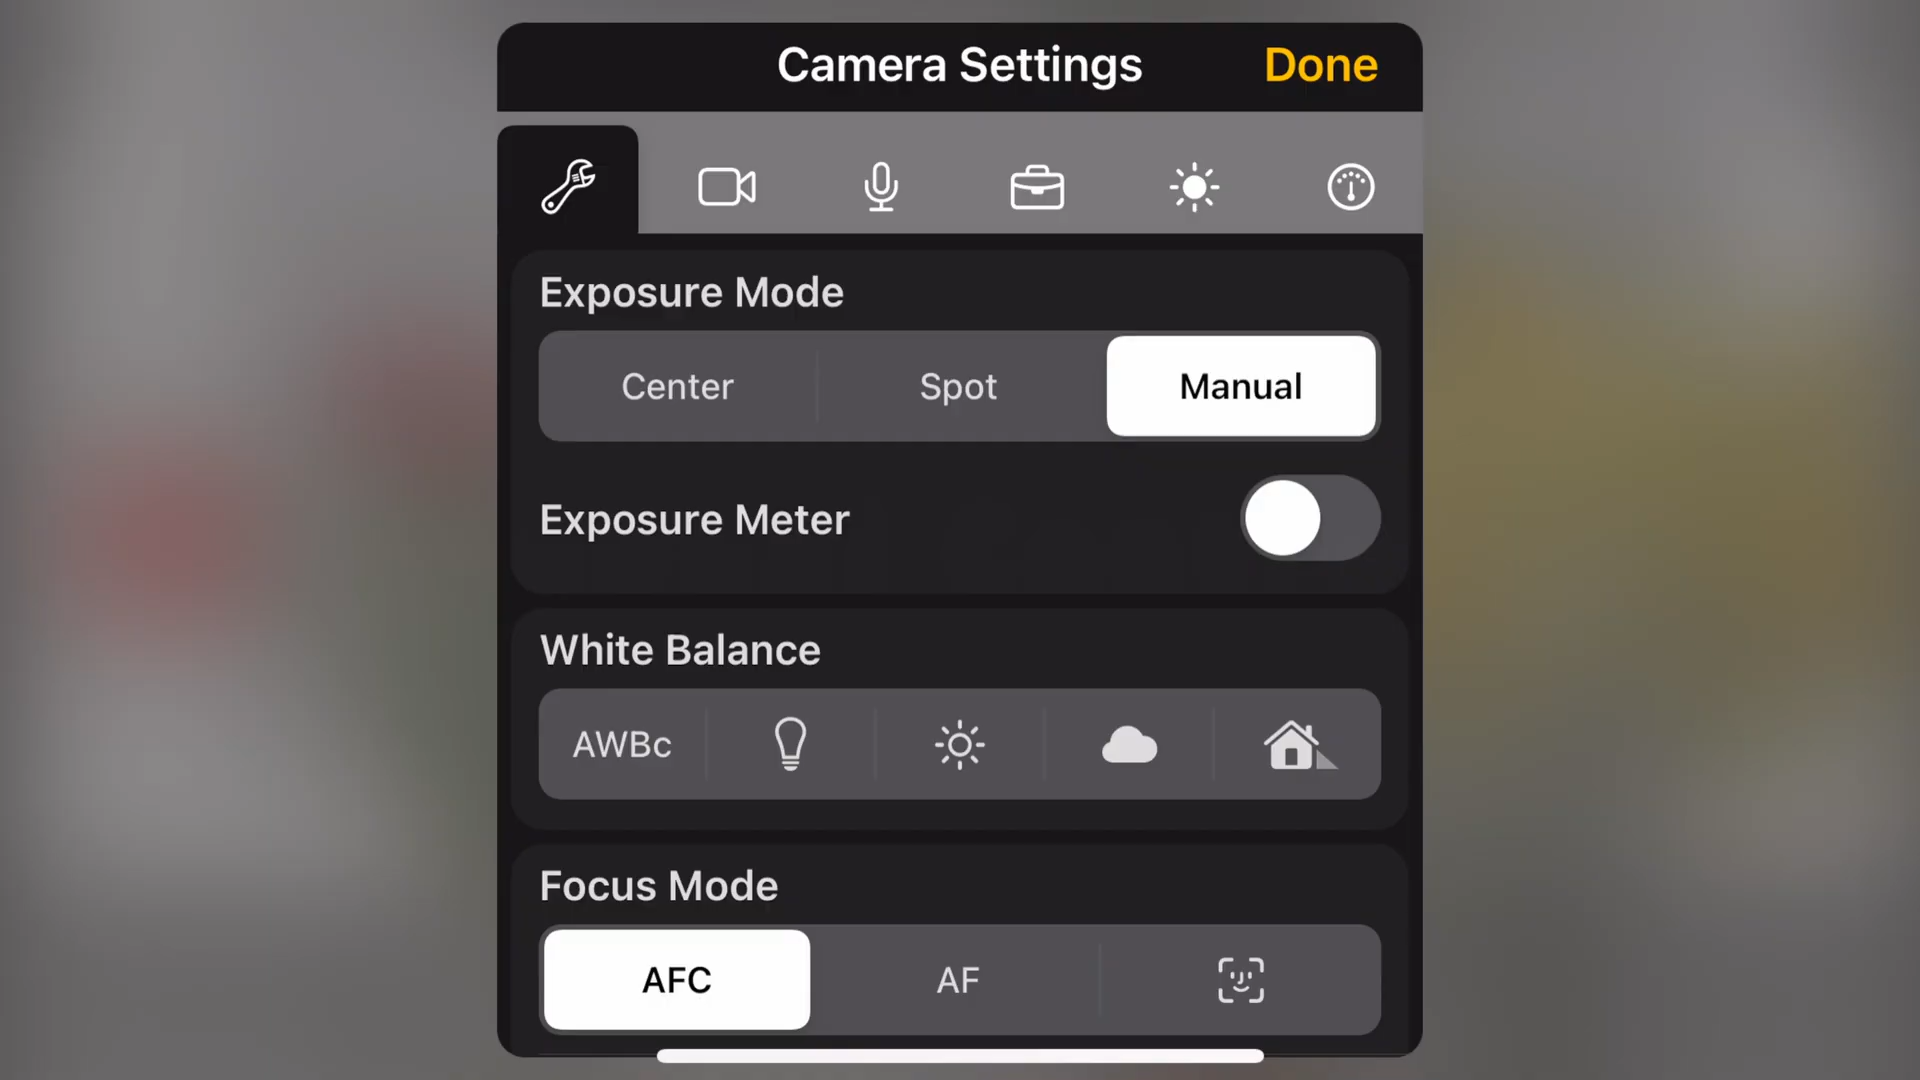 Camera Settings Done
Exposure Mode
Center Spot Manual
Exposure Meter
White Balance
AWBc
Focus Mode
AFC AF